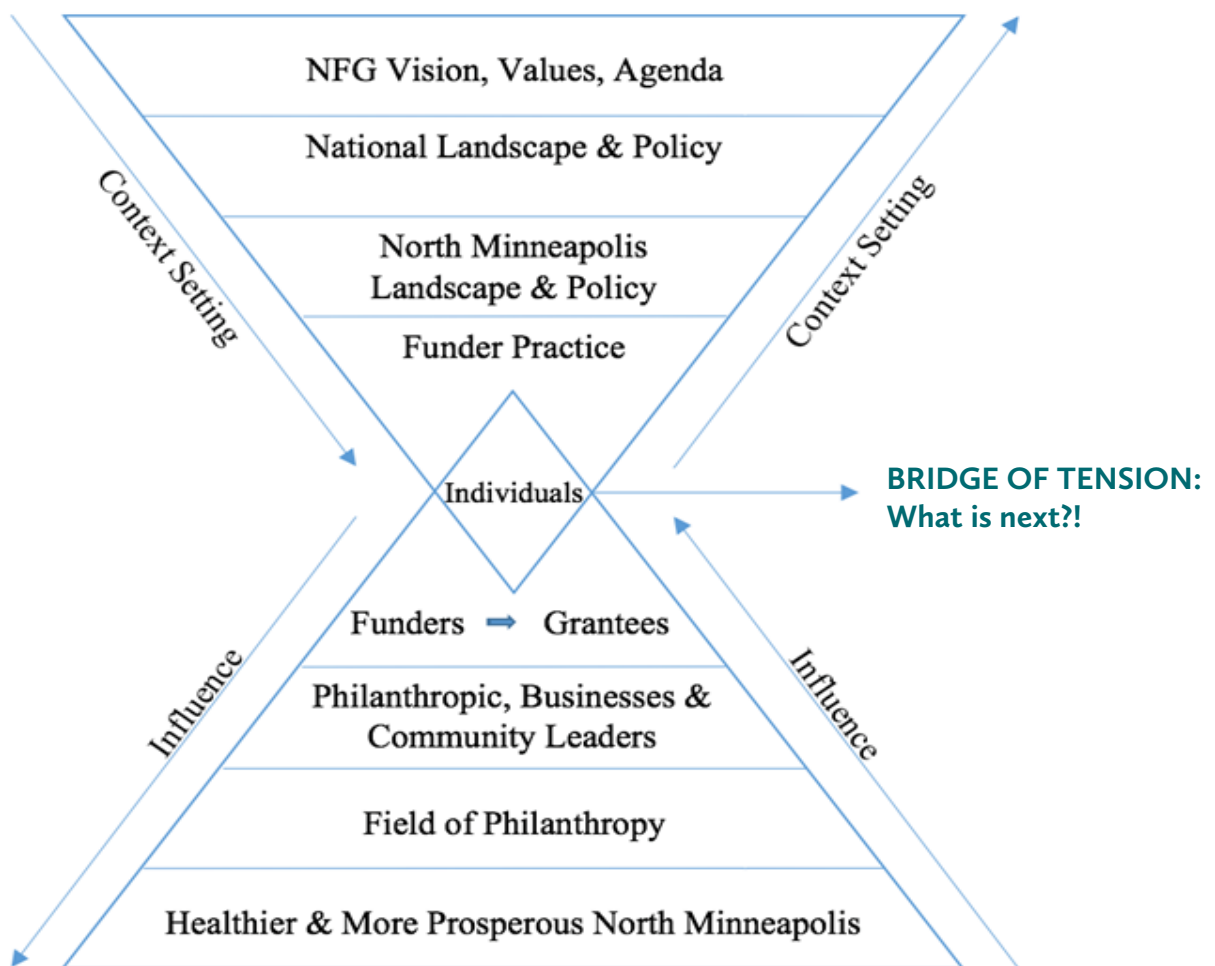 NFG Vision, Values, Agenda
National Landscape & Policy
Context Setting
Context Setting
North Minneapolis
Landscape & Policy
Funder Practice
Individuals
BRIDGE OF TENSION:
What is next?!
Funders ➡ Grantees
Influence
Influence
Philanthropic, Businesses &
Community Leaders
Field of Philanthropy
Healthier & More Prosperous North Minneapolis